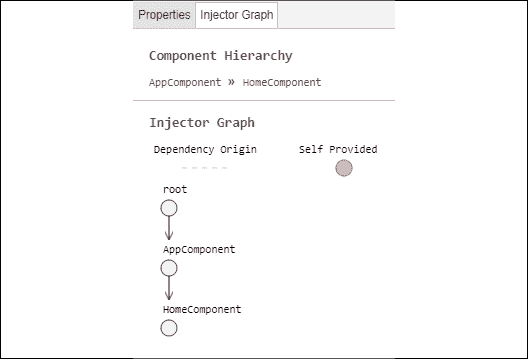 Properties Injector Graph
Component Hierarchy
AppComponent » HomeComponent
Injector Graph
Dependency Origin Self Provided
root
AppComponent
HomeComponent